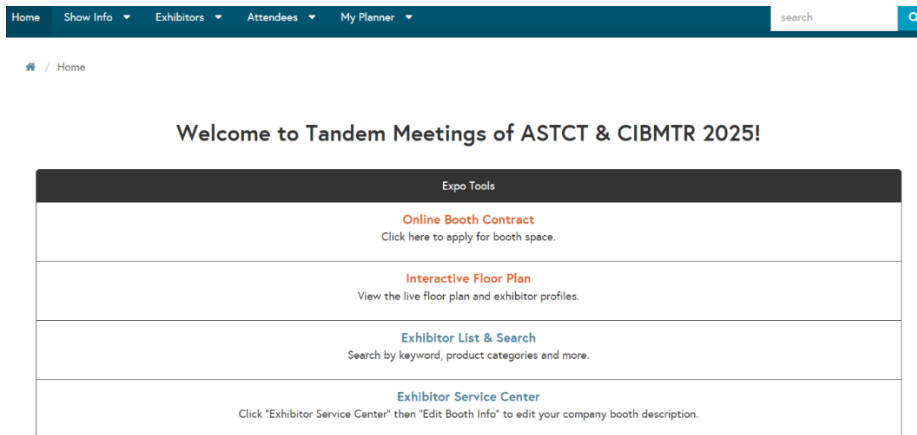 Home Show Info Exhibitors Attendees My Planner search
/ Home
Welcome to Tandem Meetings of ASTCT & CIBMTR 2025!
Expo Tools
Online Booth Contract
Click here to apply for booth space.
Interactive Floor Plan
View the live floor plan and exhibitor profiles.
Exhibitor List & Search
Search by keyword, product categories and more.
Exhibitor Service Center
Click "Exhibitor Service Center" then "Edit Booth Info" to edit your company booth description.